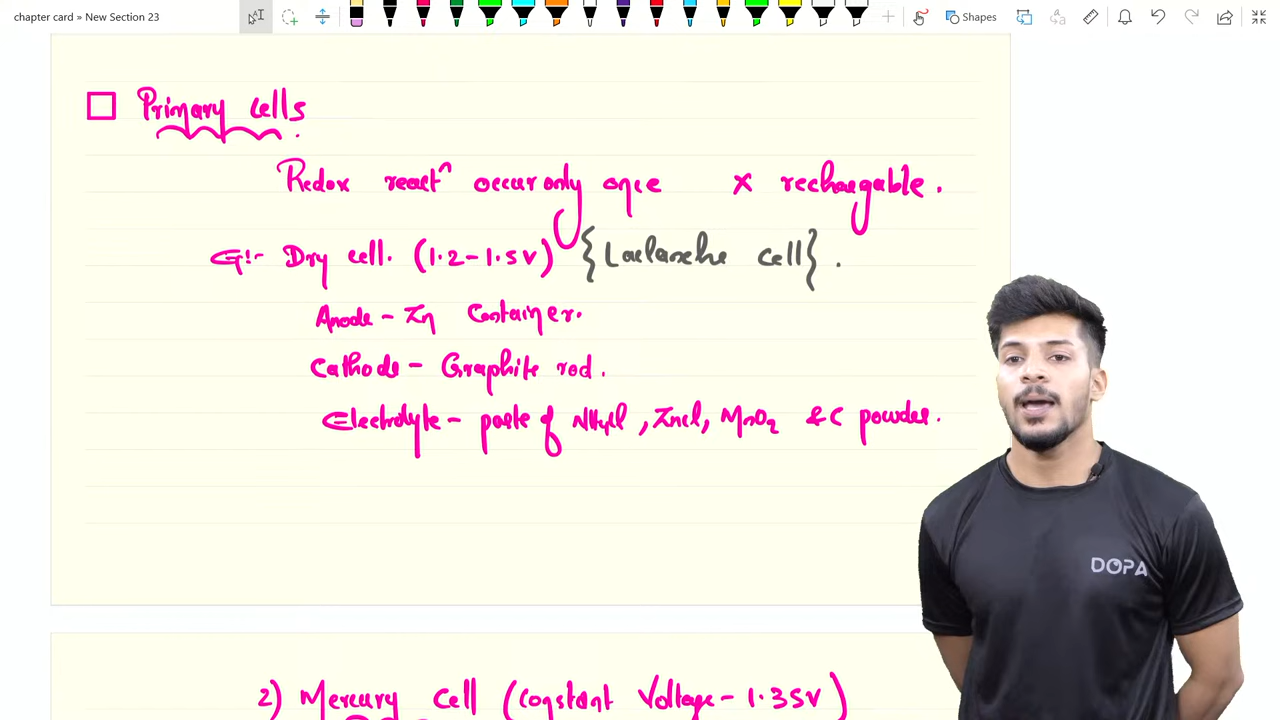 chapter card » New Section 23
Shapes
Primary cells
Redox reactⁿ occur only once × rechargable.
Eg:- Dry cell. (1.2-1.5V) {Laclanche cell}.
Anode - Zn Container.
Cathode - Graphite rod.
Electrolyte - paste of NH4Cl, ZnCl, MnO2 & C powder.
DOPA
2) Mercury Cell (Constant Voltage - 1.35V)